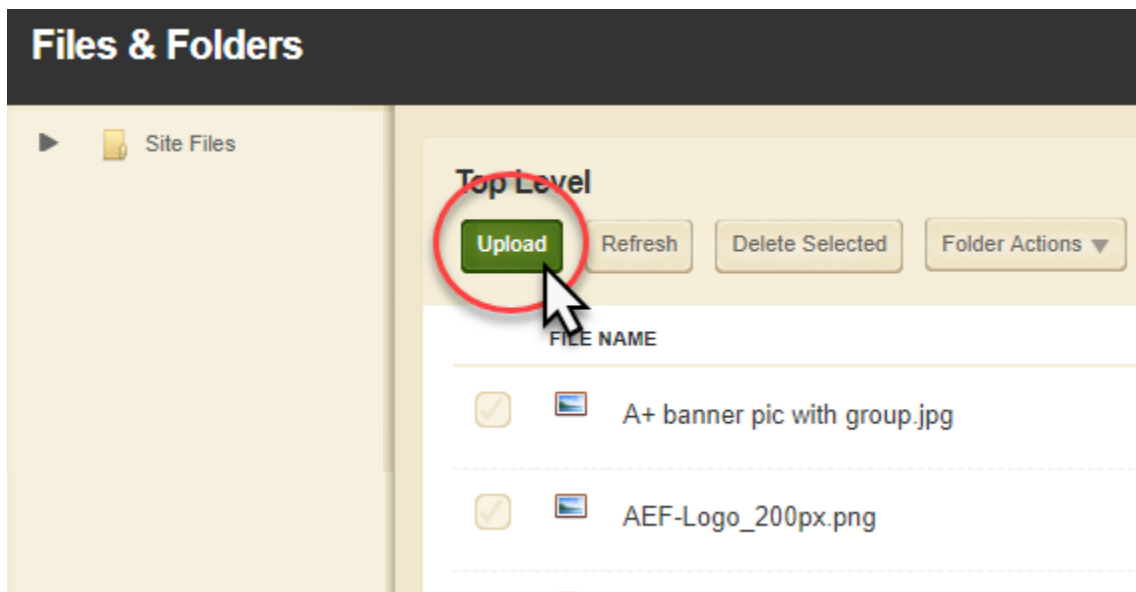 Files & Folders
Site Files
Top Level
Upload Refresh Delete Selected Folder Actions
FILE NAME
A+ banner pic with group.jpg
AEF-Logo_200px.png